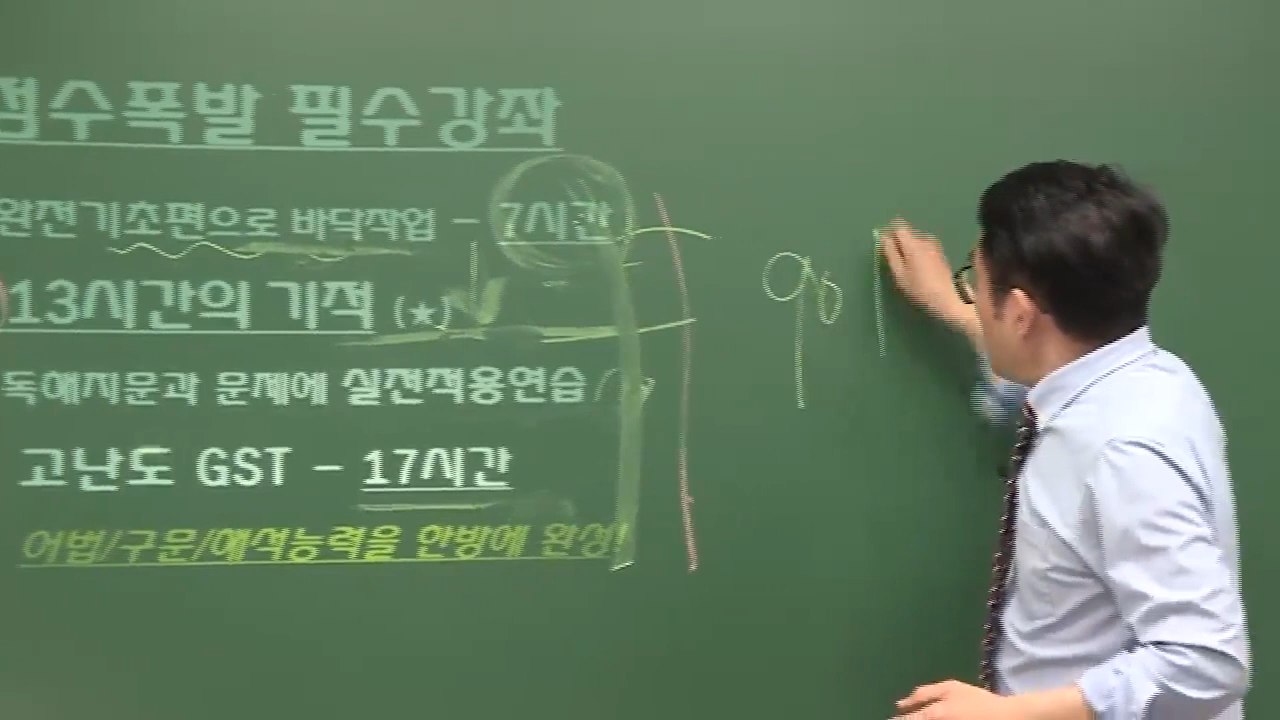 점수폭발 필수강좌
완전기초편으로 바닥작업 - 7시간
13시간의 기적 (★)
독해지문과 문제에 실전적용연습
고난도 GST - 17시간
어법/구문/해석능력을 한방에 완성!
90